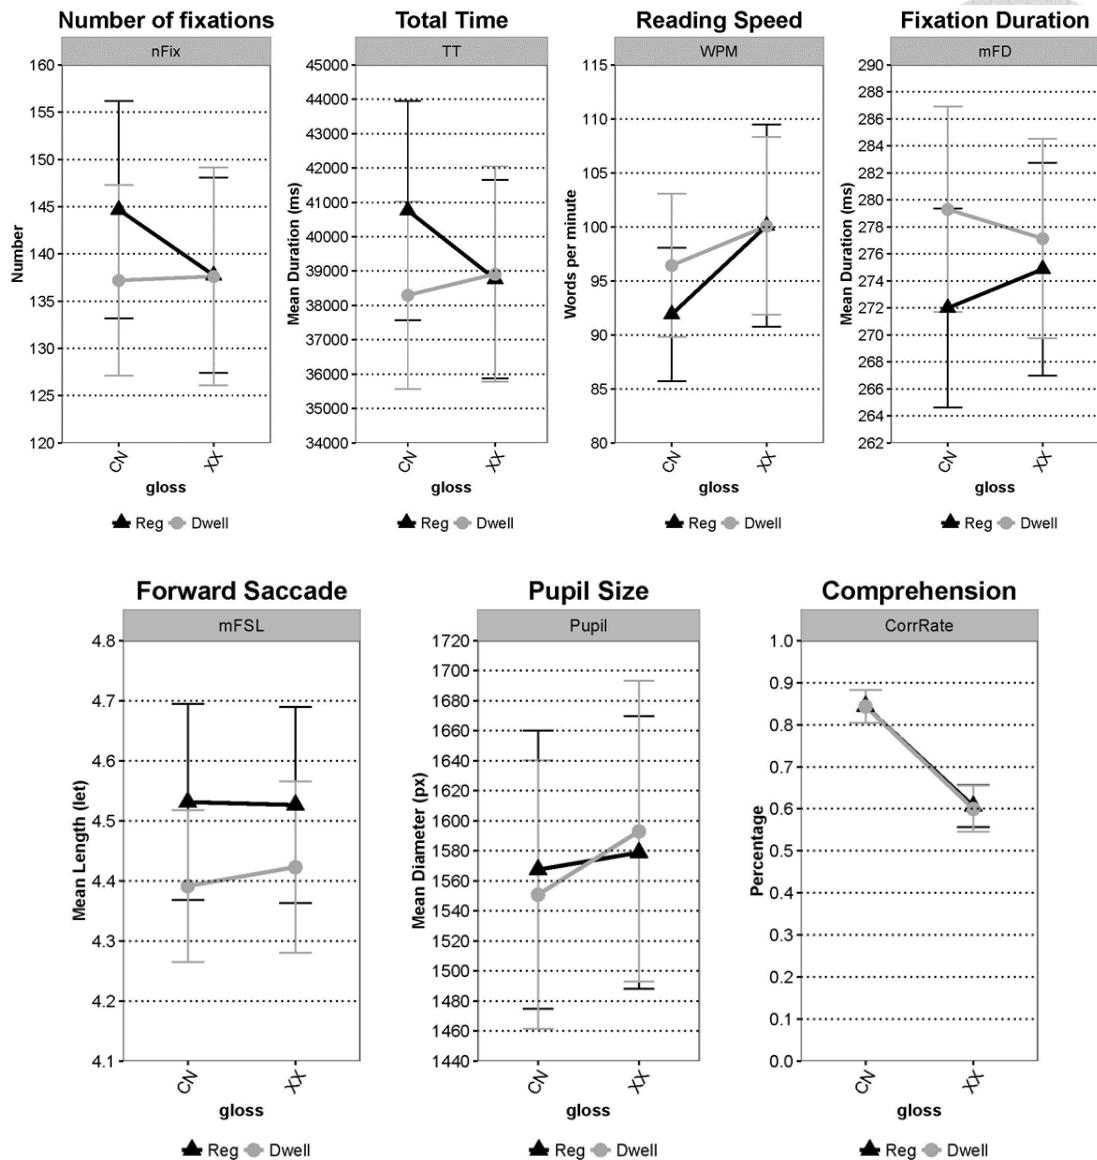 Number of fixations
nFix
Number
160
155
150
145
140
135
130
125
120
CN
XX
gloss
Reg Dwell
Total Time
TT
Mean Duration (ms)
45000
44000
43000
42000
41000
40000
39000
38000
37000
36000
35000
34000
CN
XX
gloss
Reg Dwell
Reading Speed
WPM
Words per minute
115
110
105
100
95
90
85
80
CN
XX
gloss
Reg Dwell
Fixation Duration
mFD
Mean Duration (ms)
290
288
286
284
282
280
278
276
274
272
270
268
266
264
262
CN
XX
gloss
Reg Dwell
Forward Saccade
mFSL
Mean Length (let)
4.8
4.7
4.6
4.5
4.4
4.3
4.2
4.1
CN
XX
gloss
Reg Dwell
Pupil Size
Pupil
Mean Diameter (px)
1720
1700
1680
1660
1640
1620
1600
1580
1560
1540
1520
1500
1480
1460
1440
CN
XX
gloss
Reg Dwell
Comprehension
CorrRate
Percentage
1.0
0.9
0.8
0.7
0.6
0.5
0.4
0.3
0.2
0.1
0.0
CN
XX
gloss
Reg Dwell